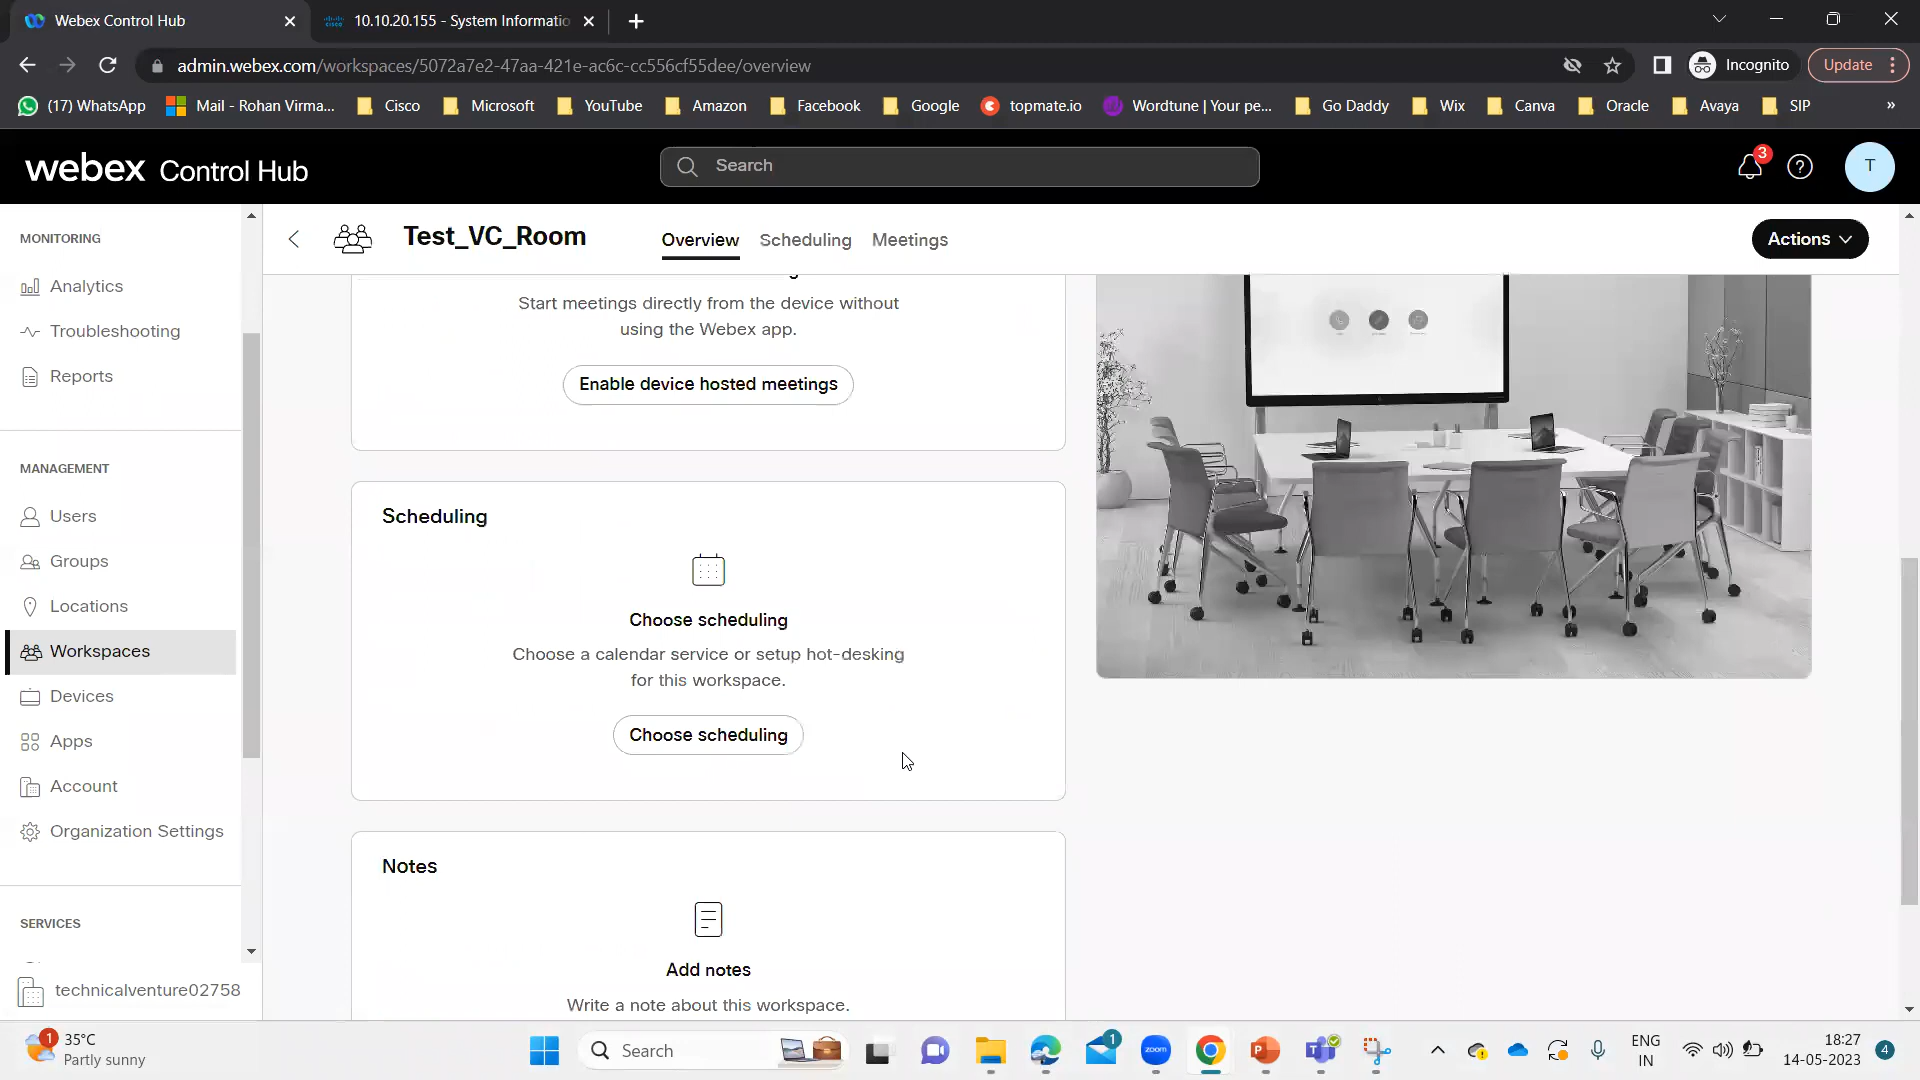 Webex Control Hub
10.10.20.155 - System Informatio
admin.webex.com/workspaces/5072a7e2-47aa-421e-ac6c-cc556cf55dee/overview
Incognito
Update
(17) WhatsApp
Mail - Rohan Virma...
Cisco
Microsoft
YouTube
Amazon
Facebook
Google
topmate.io
Wordtune | Your pe...
Go Daddy
Wix
Canva
Oracle
Avaya
SIP
»
webex Control Hub
Search
3
T
MONITORING
Analytics
Troubleshooting
Reports
MANAGEMENT
Users
Groups
Locations
Workspaces
Devices
Apps
Account
Organization Settings
SERVICES
technicalventure02758
Test_VC_Room
Overview
Scheduling
Meetings
Actions
Start meetings directly from the device without
using the Webex app.
Enable device hosted meetings
Scheduling
Choose scheduling
Choose a calendar service or setup hot-desking
for this workspace.
Choose scheduling
Notes
Add notes
Write a note about this workspace.
1
35°C
Partly sunny
Search
1
zoom
ENG
IN
18:27
14-05-2023
4